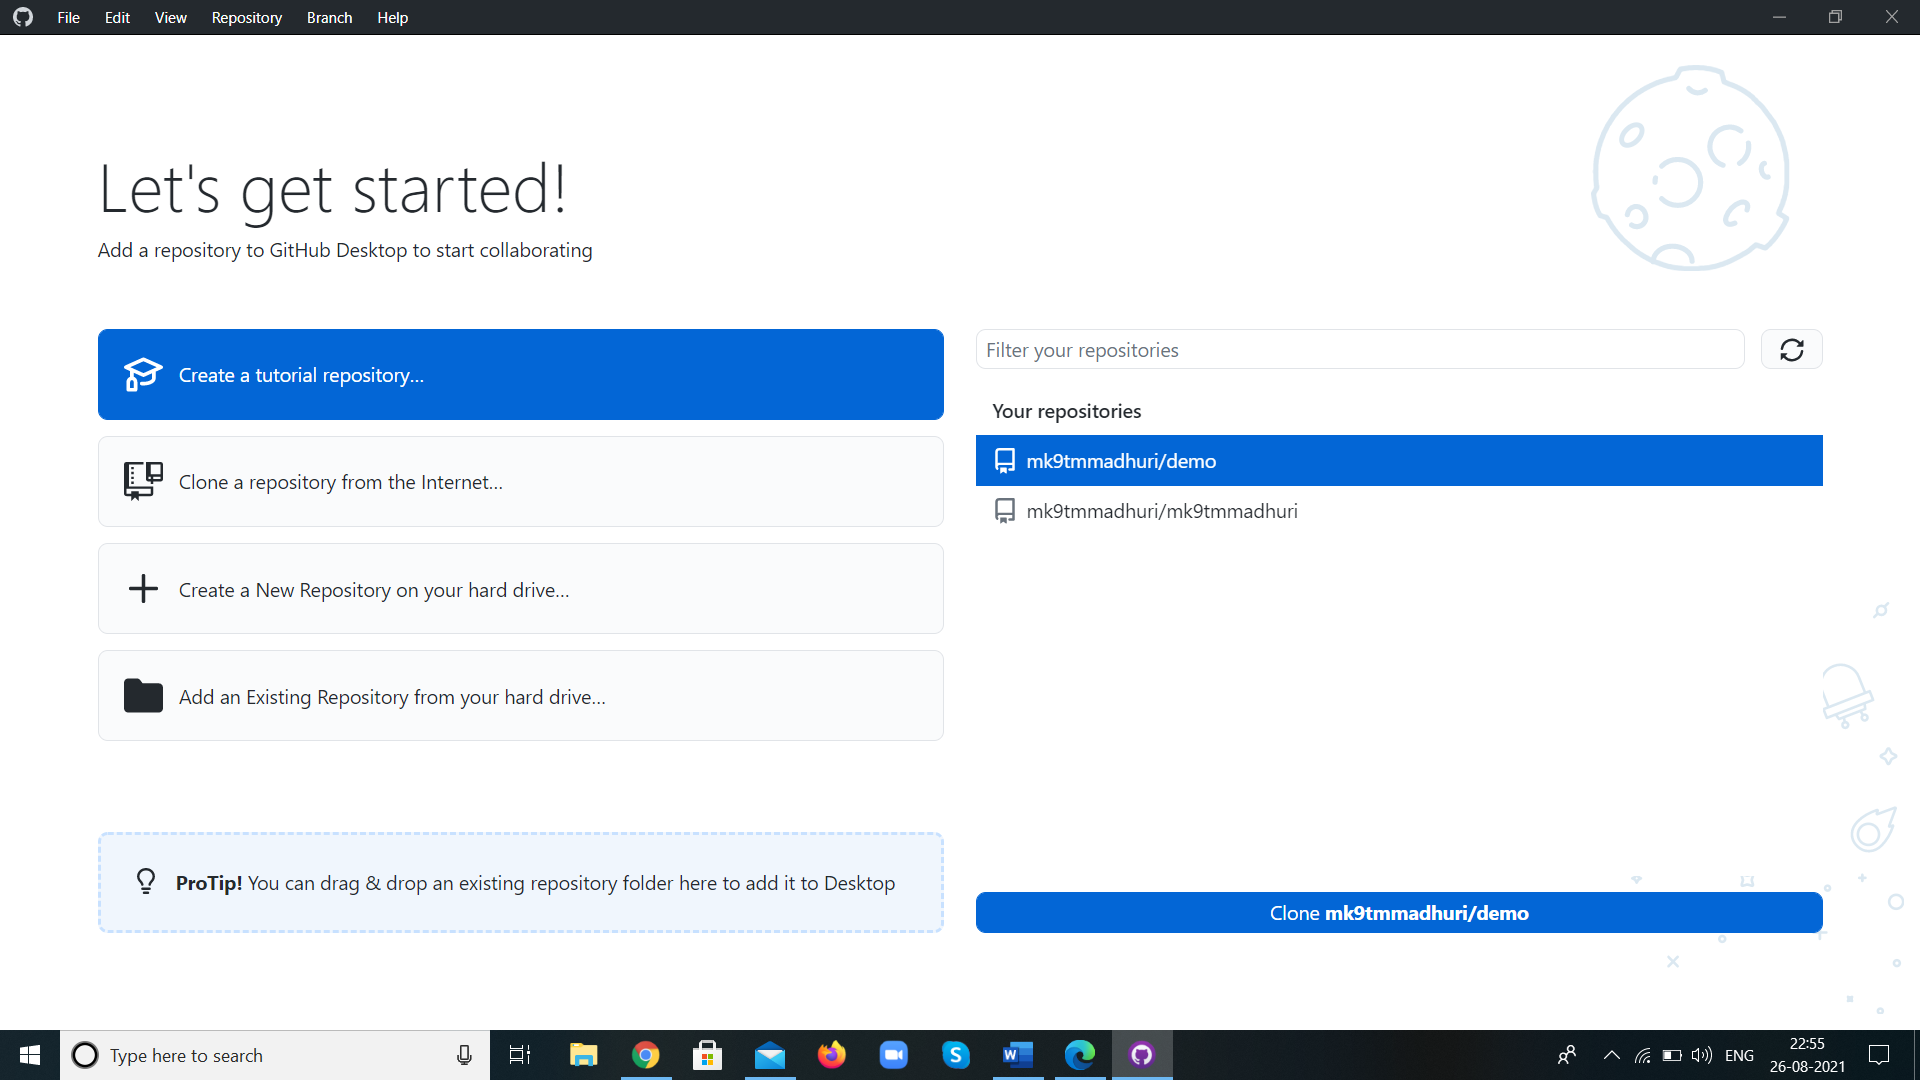 File Edit View Repository Branch Help
Let's get started!
Add a repository to GitHub Desktop to start collaborating
Create a tutorial repository...
Clone a repository from the Internet...
Create a New Repository on your hard drive...
Add an Existing Repository from your hard drive...
ProTip! You can drag & drop an existing repository folder here to add it to Desktop
Filter your repositories
Your repositories
mk9tmmadhuri/demo
mk9tmmadhuri/mk9tmmadhuri
Clone mk9tmmadhuri/demo
Type here to search
S
W
ENG
22:55
26-08-2021